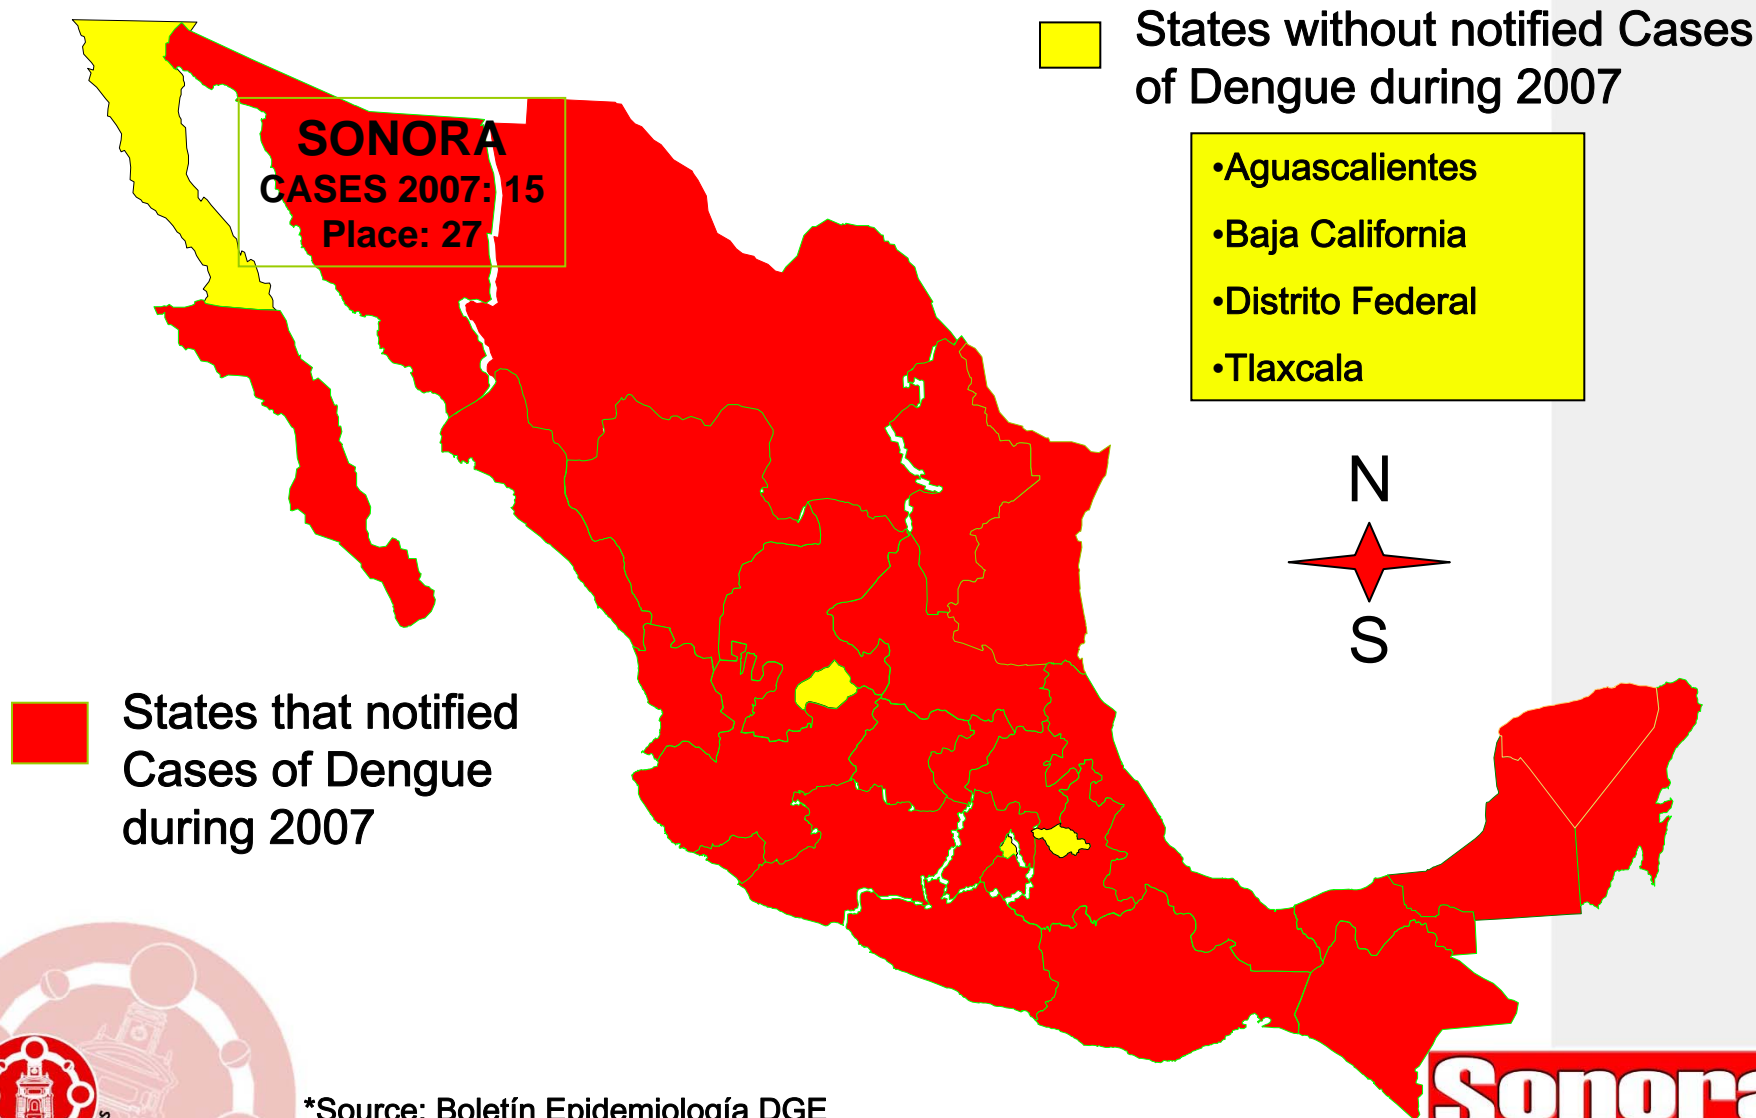 States without notified Cases
of Dengue during 2007
SONORA
CASES 2007: 15
Place: 27
•Aguascalientes
•Baja California
•Distrito Federal
•Tlaxcala
N
S
States that notified
Cases of Dengue
during 2007
*Source: Boletín Epidemiología DGE
Sonora